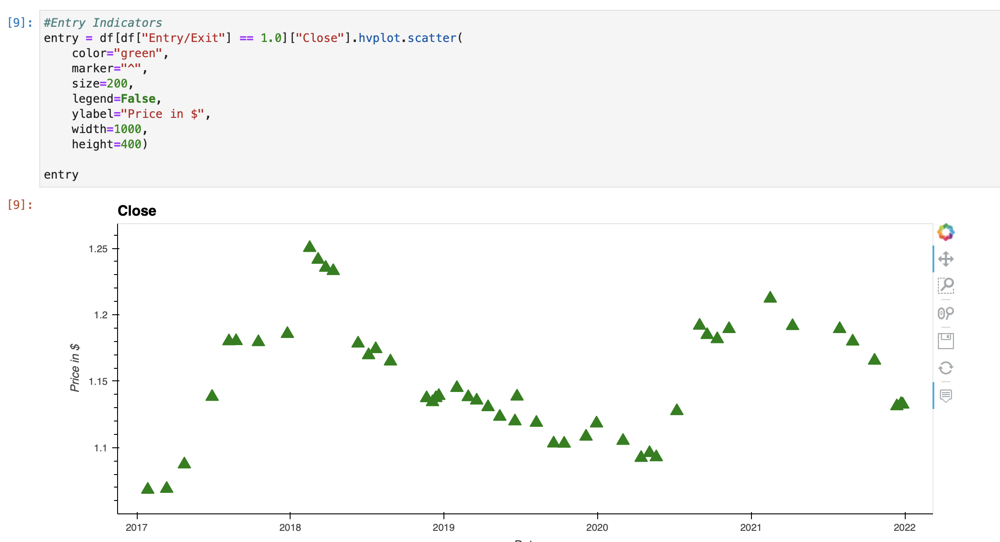 [9]:
#Entry Indicators
entry = df[df["Entry/Exit"] == 1.0]["Close"].hvplot.scatter(
    color="green",
    marker="^",
    size=200,
    legend=False,
    ylabel="Price in $",
    width=1000,
    height=400)

entry
[9]:
Close
1.25
1.2
1.15
1.1
Price in $
2017 2018 2019 2020 2021 2022